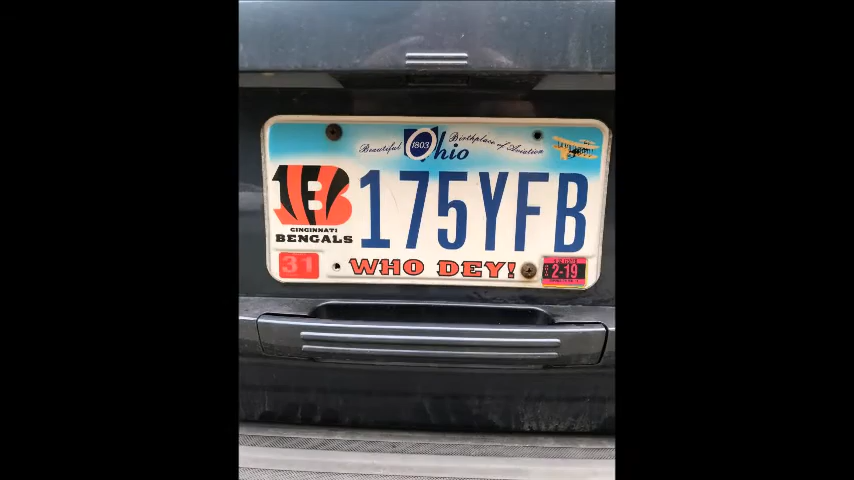 Beautiful Ohio Birthplace of Aviation
1803
B 175YFB
CINCINNATI
BENGALS
31 WHO DEY! 2-19